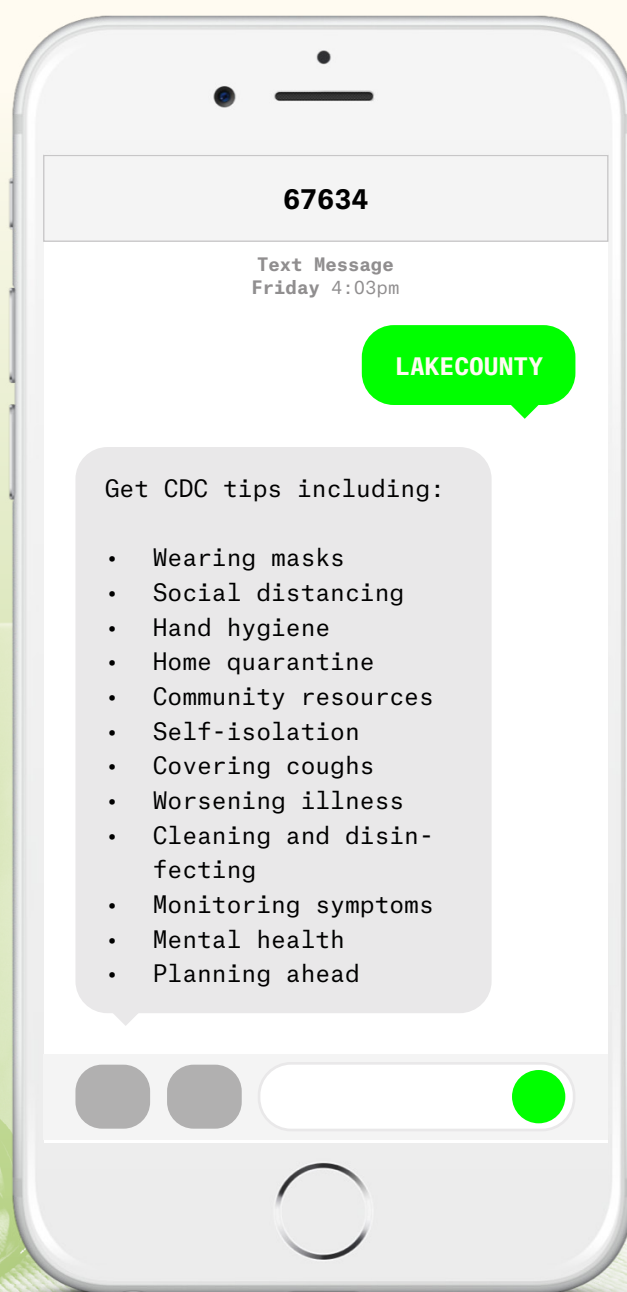 67634
Text Message
Friday 4:03pm
LAKECOUNTY
Get CDC tips including:
• Wearing masks
• Social distancing
• Hand hygiene
• Home quarantine
• Community resources
• Self-isolation
• Covering coughs
• Worsening illness
• Cleaning and disin-
fecting
• Monitoring symptoms
• Mental health
• Planning ahead